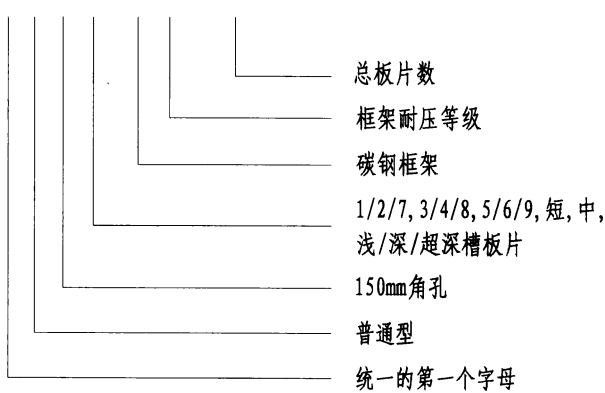 总板片数
框架耐压等级
碳钢框架
1/2/7,3/4/8,5/6/9,短,中,
浅/深/超深槽板片
150mm角孔
普通型
统一的第一个字母